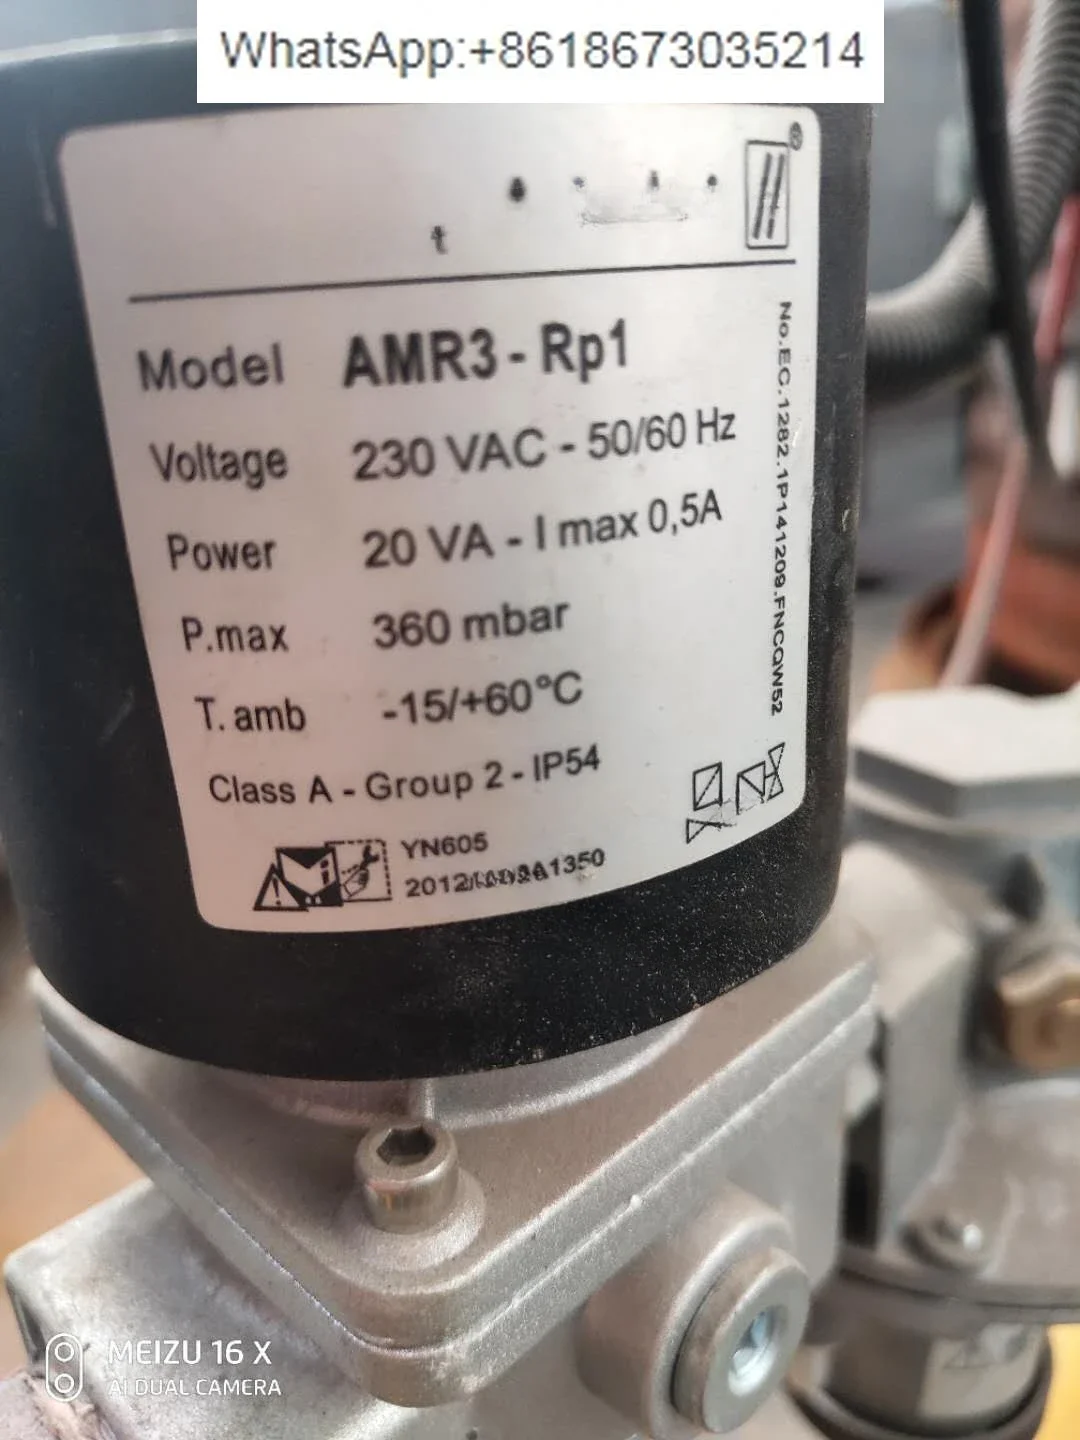 WhatsApp:+8618673035214
®
t
Model AMR3 - Rp1
Voltage 230 VAC - 50/60 Hz
Power 20 VA - I max 0,5A
P.max 360 mbar
T.amb -15/+60°C
Class A - Group 2 - IP54
YN605
No.EC.1282.1P141209.FNCQW52
MEIZU 16 X
AI DUAL CAMERA